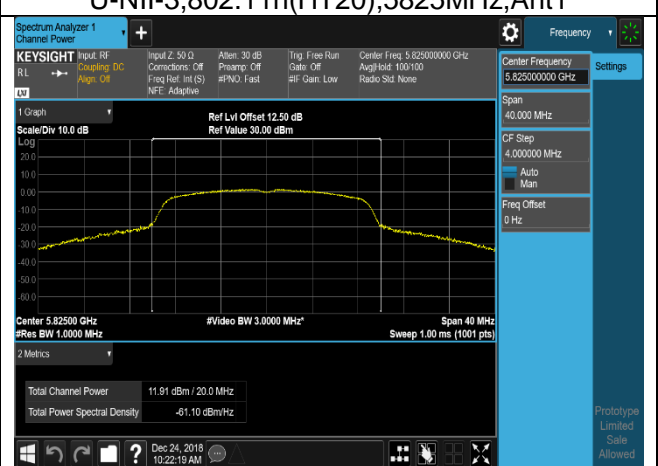 U-NII-3,802.11n(HT20),5825MHz,Ant1
Spectrum Analyzer 1
Channel Power
+
Frequency
KEYSIGHT
Input: RF
Input Z: 50 Ω
Atten: 30 dB
Trig: Free Run
Center Freq: 5.825000000 GHz
RL
Coupling: DC
Corrections: Off
Preamp: Off
Gate: Off
Avg|Hold: 100/100
Align: Off
Freq Ref: Int (S)
#PNO: Fast
#IF Gain: Low
Radio Std: None
LXI
NFE: Adaptive
Center Frequency
5.825000000 GHz
Settings
Span
40.000 MHz
CF Step
4.000000 MHz
Auto
Man
Freq Offset
0 Hz
1 Graph
Ref Lvl Offset 12.50 dB
Scale/Div 10.0 dB
Ref Value 30.00 dBm
Log
20.0
10.0
0.00
-10.0
-20.0
-30.0
-40.0
-50.0
-60.0
Center 5.82500 GHz
#Video BW 3.0000 MHz*
Span 40 MHz
#Res BW 1.0000 MHz
Sweep 1.00 ms (1001 pts)
2 Metrics
Total Channel Power
11.91 dBm / 20.0 MHz
Total Power Spectral Density
-61.10 dBm/Hz
Dec 24, 2018
10:22:19 AM
?
Prototype
Limited
Sale
Allowed